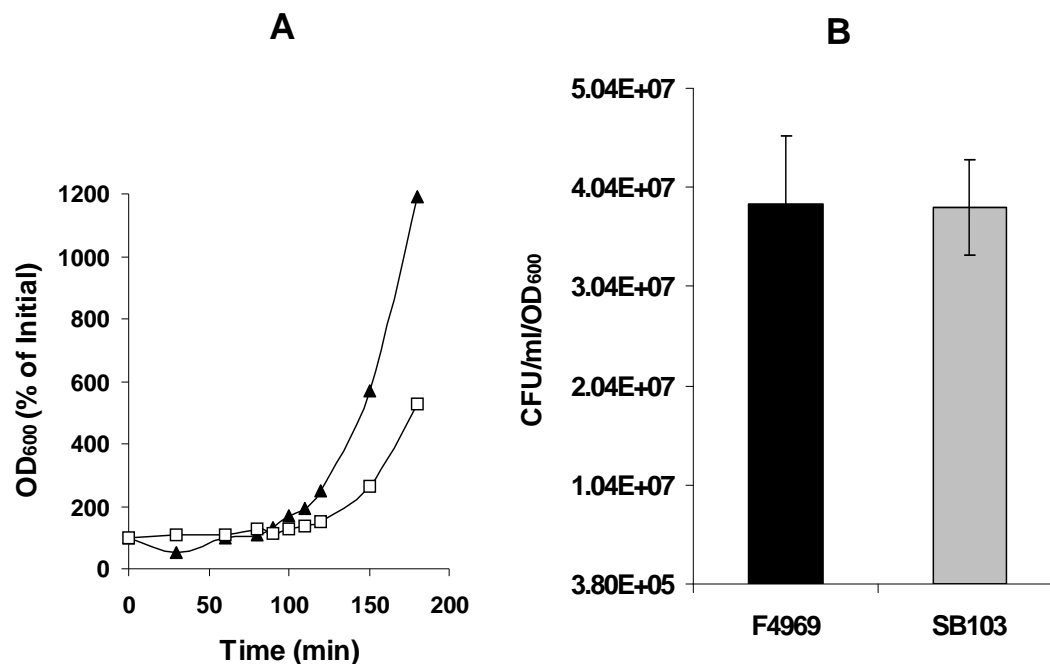 A
OD600 (% of Initial)
1200
1000
800
600
400
200
0
0 50 100 150 200
Time (min)
B
CFU/ml/OD600
5.04E+07
4.04E+07
3.04E+07
2.04E+07
1.04E+07
3.80E+05
F4969 SB103